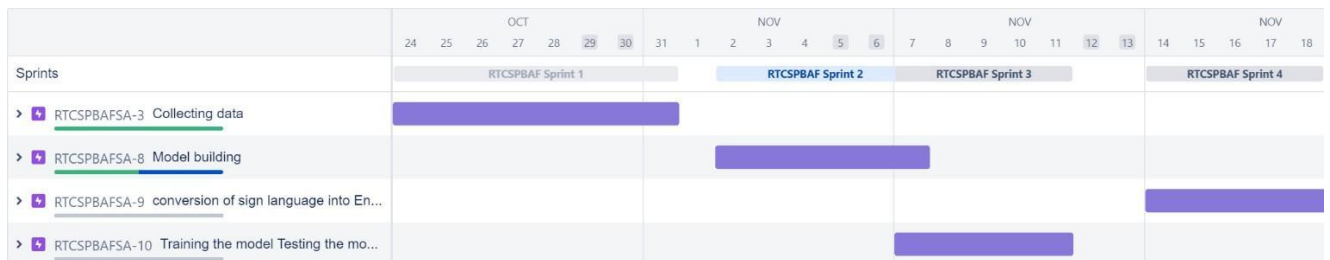 OCT NOV NOV NOV
24 25 26 27 28 29 30 31 1 2 3 4 5 6 7 8 9 10 11 12 13 14 15 16 17 18
Sprints RTCSPBAF Sprint 1 RTCSPBAF Sprint 2 RTCSPBAF Sprint 3 RTCSPBAF Sprint 4
RTCSPBAFSA-3 Collecting data
RTCSPBAFSA-8 Model building
RTCSPBAFSA-9 conversion of sign language into En...
RTCSPBAFSA-10 Training the model Testing the mo...